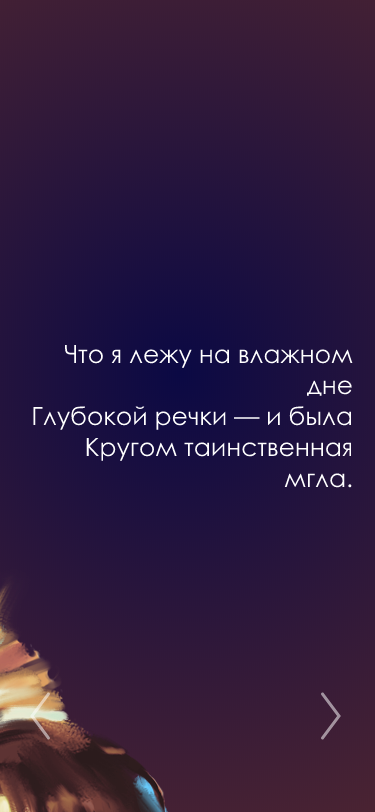 Что я лежу на влажном
дне
Глубокой речки — и была
Кругом таинственная
мгла.